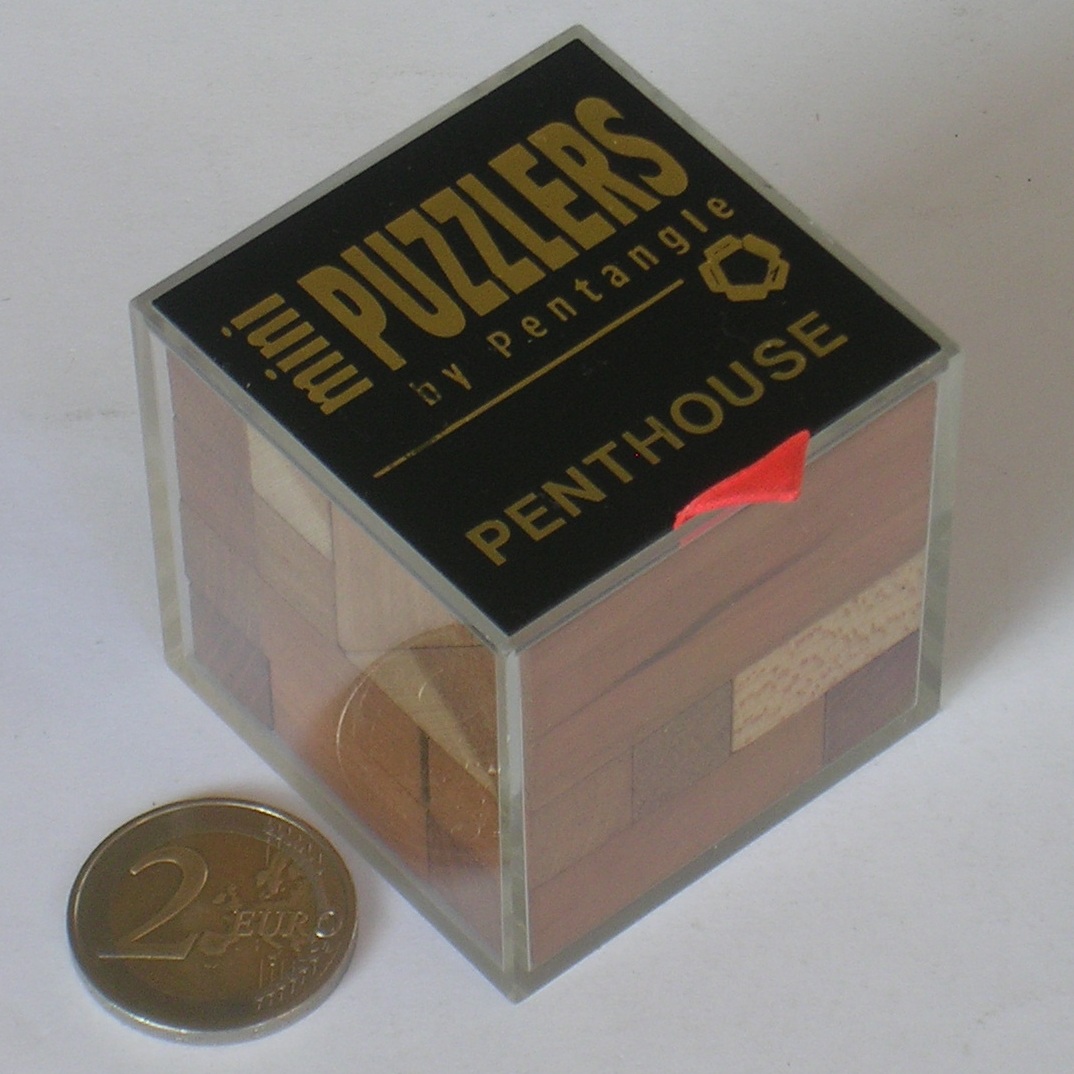 mini
PUZZLERS
by Pentangle
PENTHOUSE
2 EURO